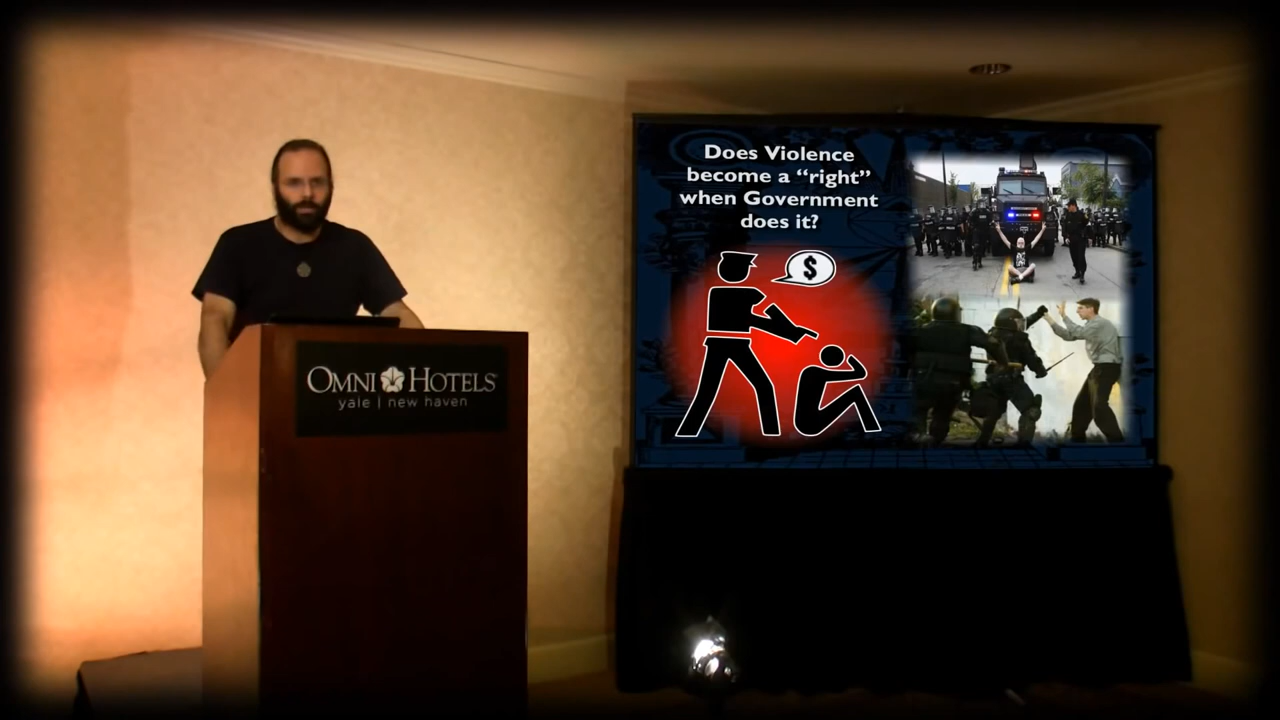 OMNI HOTELS
yale | new haven
Does Violence
become a “right”
when Government
does it?
$